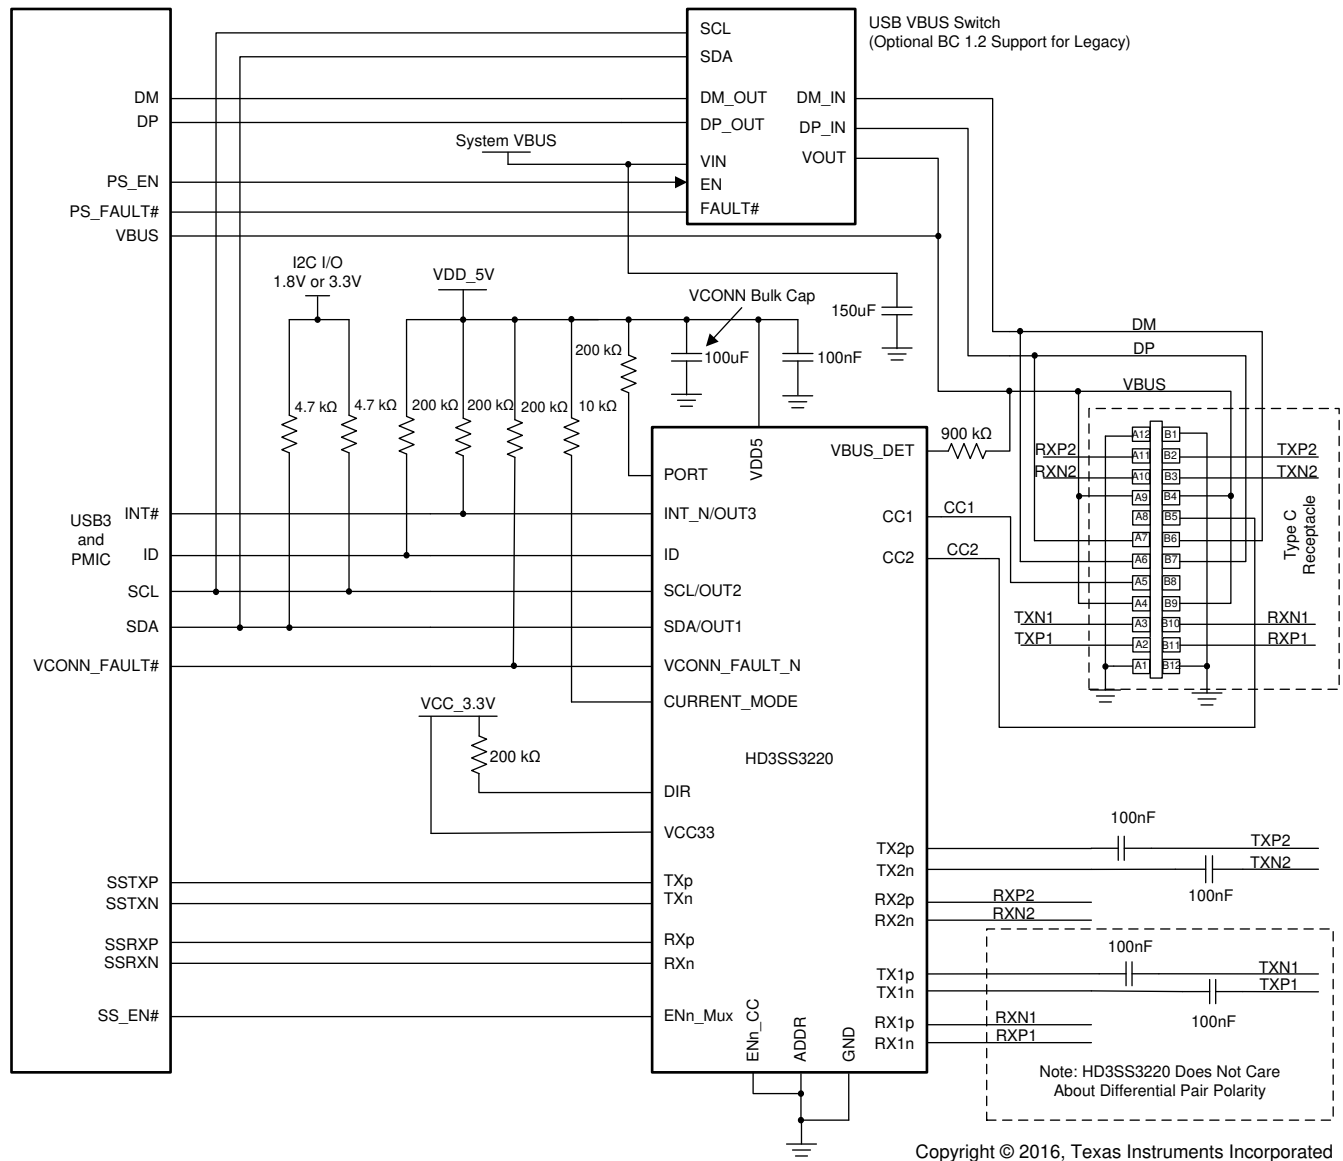 USB VBUS Switch
(Optional BC 1.2 Support for Legacy)
SCL
SDA
DM_OUT
DP_OUT
VIN
EN
FAULT#
DM_IN
DP_IN
VOUT
DM
DP
PS_EN
PS_FAULT#
VBUS
System VBUS
I2C I/O
1.8V or 3.3V
VDD_5V
VCONN Bulk Cap
150uF
100uF
100nF
200 kΩ
4.7 kΩ
4.7 kΩ
200 kΩ
200 kΩ
200 kΩ
10 kΩ
USB3
and
PMIC
INT#
ID
SCL
SDA
VCONN_FAULT#
VCC_3.3V
200 kΩ
SSTXP
SSTXN
SSRXP
SSRXN
SS_EN#
PORT
INT_N/OUT3
ID
SCL/OUT2
SDA/OUT1
VCONN_FAULT_N
CURRENT_MODE
DIR
VCC33
TXp
TXn
RXp
RXn
ENn_Mux
VDD5
HD3SS3220
ENn_CC
ADDR
GND
VBUS_DET
CC1
CC2
TX2p
TX2n
RX2p
RX2n
TX1p
TX1n
RX1p
RX1n
900 kΩ
CC1
CC2
DM
DP
VBUS
RXP2
RXN2
TXN1
TXP1
A12
A11
A10
A9
A8
A7
A6
A5
A4
A3
A2
A1
B1
B2
B3
B4
B5
B6
B7
B8
B9
B10
B11
B12
TXP2
TXN2
RXN1
RXP1
Type C
Receptacle
100nF
TXP2
TXN2
100nF
RXP2
RXN2
100nF
TXN1
TXP1
100nF
RXN1
RXP1
Note: HD3SS3220 Does Not Care
About Differential Pair Polarity
Copyright © 2016, Texas Instruments Incorporated